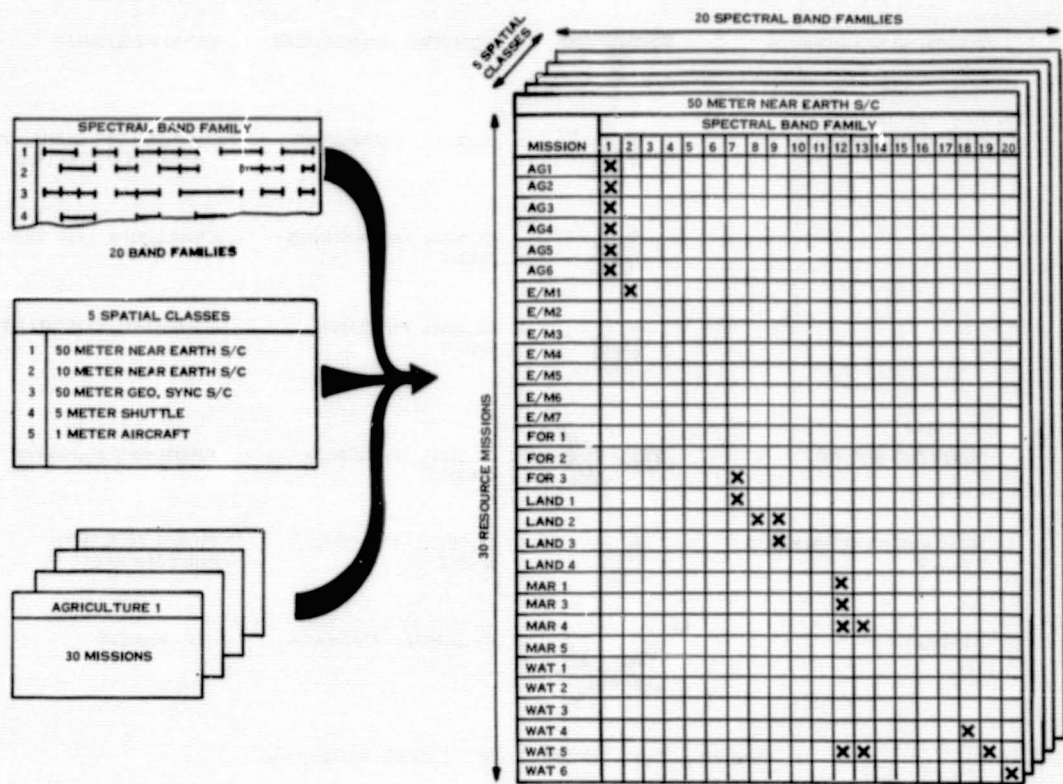 SPECTRAL BAND FAMILY
1
2
3
4
20 BAND FAMILIES
5 SPATIAL CLASSES
1 50 METER NEAR EARTH S/C
2 10 METER NEAR EARTH S/C
3 50 METER GEO, SYNC S/C
4 5 METER SHUTTLE
5 1 METER AIRCRAFT
AGRICULTURE 1
30 MISSIONS
5 SPATIAL
CLASSES
20 SPECTRAL BAND FAMILIES
30 RESOURCE MISSIONS
50 METER NEAR EARTH S/C
SPECTRAL BAND FAMILY
MISSION 1 2 3 4 5 6 7 8 9 10 11 12 13 14 15 16 17 18 19 20
AG1 X
AG2 X
AG3 X
AG4 X
AG5 X
AG6 X
E/M1 X
E/M2
E/M3
E/M4
E/M5
E/M6
E/M7
FOR 1
FOR 2
FOR 3 X
LAND 1 X
LAND 2 X X
LAND 3 X
LAND 4
MAR 1 X
MAR 3 X
MAR 4 X X
MAR 5
WAT 1
WAT 2
WAT 3
WAT 4 X
WAT 5 X X X
WAT 6 X